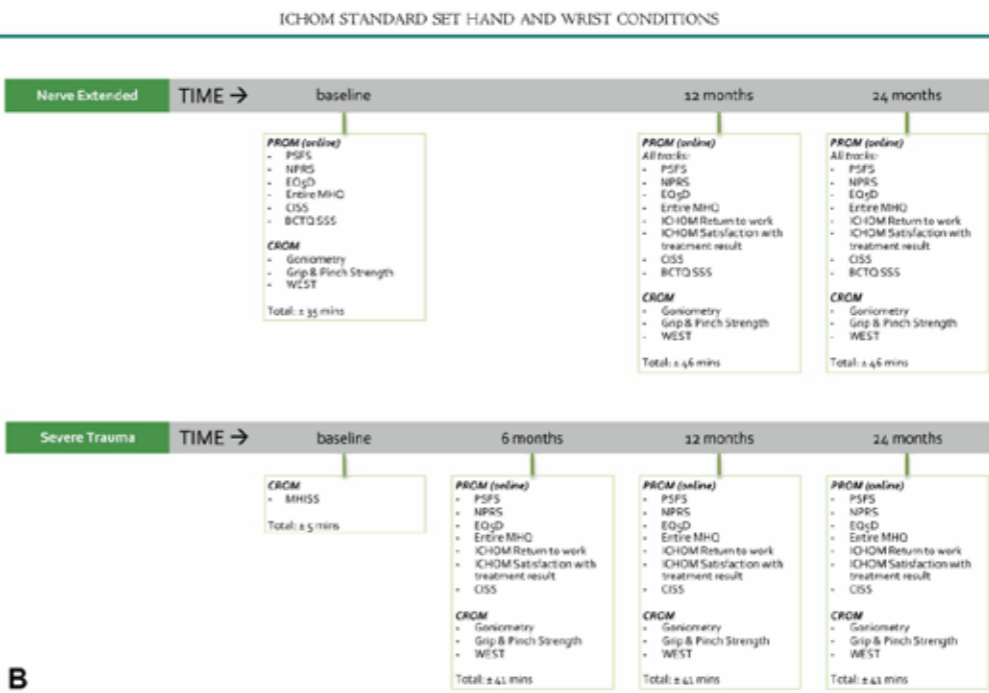 ICHOM STANDARD SET HAND AND WRIST CONDITIONS
Nerve Extended
TIME →
baseline
12 months
24 months
PROM (online)
- PSFS
- NPRS
- EQ5D
- Entire MHQ
- CISS
- BCTQ SSS
CROM
- Goniometry
- Grip & Pinch Strength
- WEST
Total: ± 35 mins
PROM (online)
All tracks:
- PSFS
- NPRS
- EQ5D
- Entire MHQ
- ICHOM Return to work
- ICHOM Satisfaction with
treatment result
- CISS
- BCTQ SSS
CROM
- Goniometry
- Grip & Pinch Strength
- WEST
Total: ± 46 mins
PROM (online)
All tracks:
- PSFS
- NPRS
- EQ5D
- Entire MHQ
- ICHOM Return to work
- ICHOM Satisfaction with
treatment result
- CISS
- BCTQ SSS
CROM
- Goniometry
- Grip & Pinch Strength
- WEST
Total: ± 46 mins
Severe Trauma
TIME →
baseline
6 months
12 months
24 months
CROM
- MHISS
Total: ± 5 mins
PROM (online)
- PSFS
- NPRS
- EQ5D
- Entire MHQ
- ICHOM Return to work
- ICHOM Satisfaction with
treatment result
- CISS
CROM
- Goniometry
- Grip & Pinch Strength
- WEST
Total: ± 41 mins
PROM (online)
- PSFS
- NPRS
- EQ5D
- Entire MHQ
- ICHOM Return to work
- ICHOM Satisfaction with
treatment result
- CISS
CROM
- Goniometry
- Grip & Pinch Strength
- WEST
Total: ± 41 mins
PROM (online)
- PSFS
- NPRS
- EQ5D
- Entire MHQ
- ICHOM Return to work
- ICHOM Satisfaction with
treatment result
- CISS
CROM
- Goniometry
- Grip & Pinch Strength
- WEST
Total: ± 41 mins
B